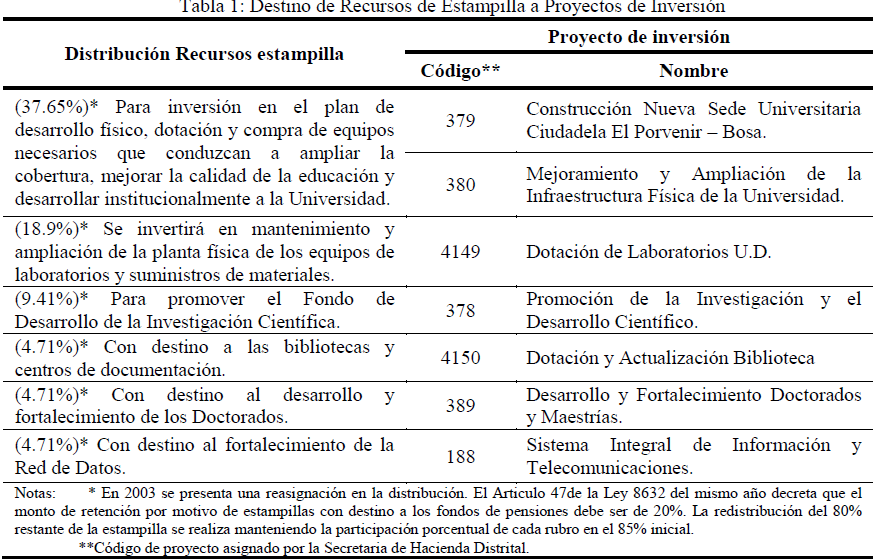 Tabla 1: Destino de Recursos de Estampilla a Proyectos de Inversión
Distribución Recursos estampilla
Proyecto de inversión
Código**
Nombre
(37.65%)* Para inversión en el plan de
desarrollo físico, dotación y compra de equipos
necesarios que conduzcan a ampliar la
cobertura, mejorar la calidad de la educación y
desarrollar institucionalmente a la Universidad.
379
Construcción Nueva Sede Universitaria
Ciudadela El Porvenir – Bosa.
380
Mejoramiento y Ampliación de la
Infraestructura Física de la Universidad.
(18.9%)* Se invertirá en mantenimiento y
ampliación de la planta física de los equipos de
laboratorios y suministros de materiales.
4149
Dotación de Laboratorios U.D.
(9.41%)* Para promover el Fondo de
Desarrollo de la Investigación Científica.
378
Promoción de la Investigación y el
Desarrollo Científico.
(4.71%)* Con destino a las bibliotecas y
centros de documentación.
4150
Dotación y Actualización Biblioteca
(4.71%)* Con destino al desarrollo y
fortalecimiento de los Doctorados.
389
Desarrollo y Fortalecimiento Doctorados
y Maestrías.
(4.71%)* Con destino al fortalecimiento de la
Red de Datos.
188
Sistema Integral de Información y
Telecomunicaciones.
Notas: * En 2003 se presenta una reasignación en la distribución. El Articulo 47de la Ley 8632 del mismo año decreta que el
monto de retención por motivo de estampillas con destino a los fondos de pensiones debe ser de 20%. La redistribución del 80%
restante de la estampilla se realiza manteniendo la participación porcentual de cada rubro en el 85% inicial.
**Código de proyecto asignado por la Secretaria de Hacienda Distrital.